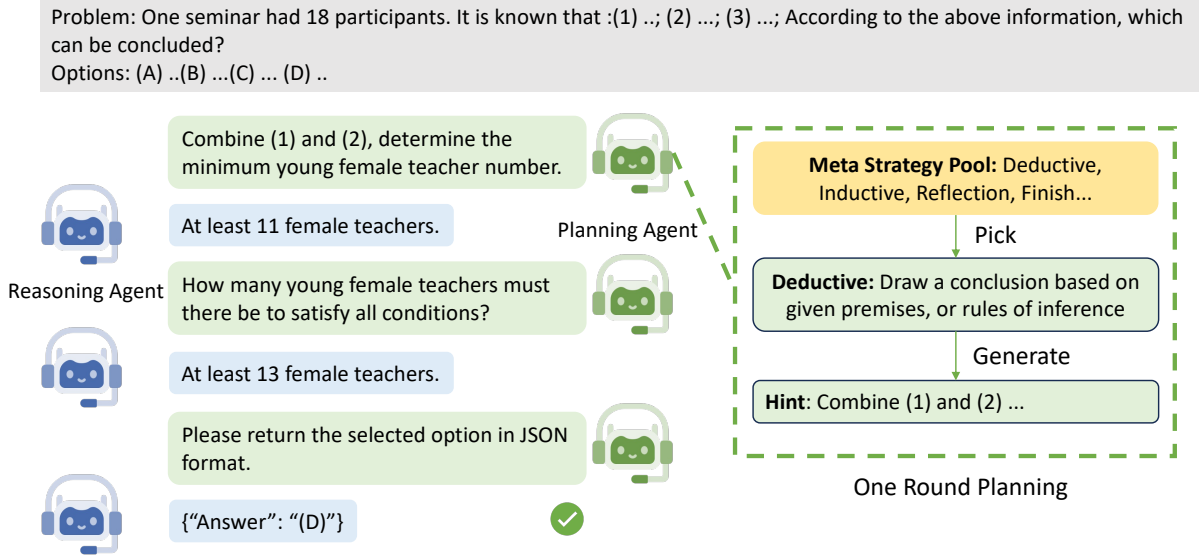 Problem: One seminar had 18 participants. It is known that :(1) ..; (2) ...; (3) ...; According to the above information, which
can be concluded?
Options: (A) ..(B) ...(C) ... (D) ..
Combine (1) and (2), determine the
minimum young female teacher number.
At least 11 female teachers.
Planning Agent
Reasoning Agent
How many young female teachers must
there be to satisfy all conditions?
At least 13 female teachers.
Please return the selected option in JSON
format.
{“Answer”: “(D)”}
Meta Strategy Pool: Deductive,
Inductive, Reflection, Finish...
Pick
Deductive: Draw a conclusion based on
given premises, or rules of inference
Generate
Hint: Combine (1) and (2) ...
One Round Planning